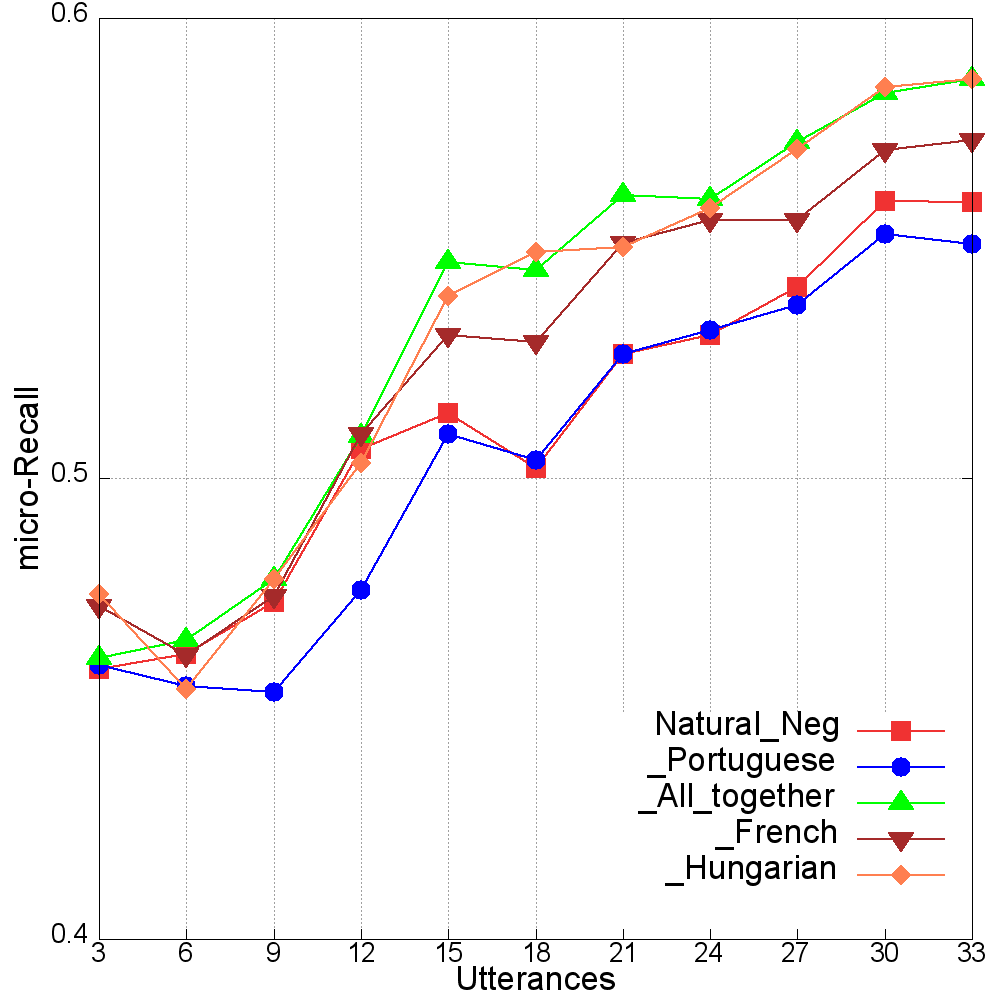 0.6
0.5
0.4
micro-Recall
Natural_Neg
_Portuguese
_All_together
_French
_Hungarian
3 6 9 12 15 18 21 24 27 30 33
Utterances